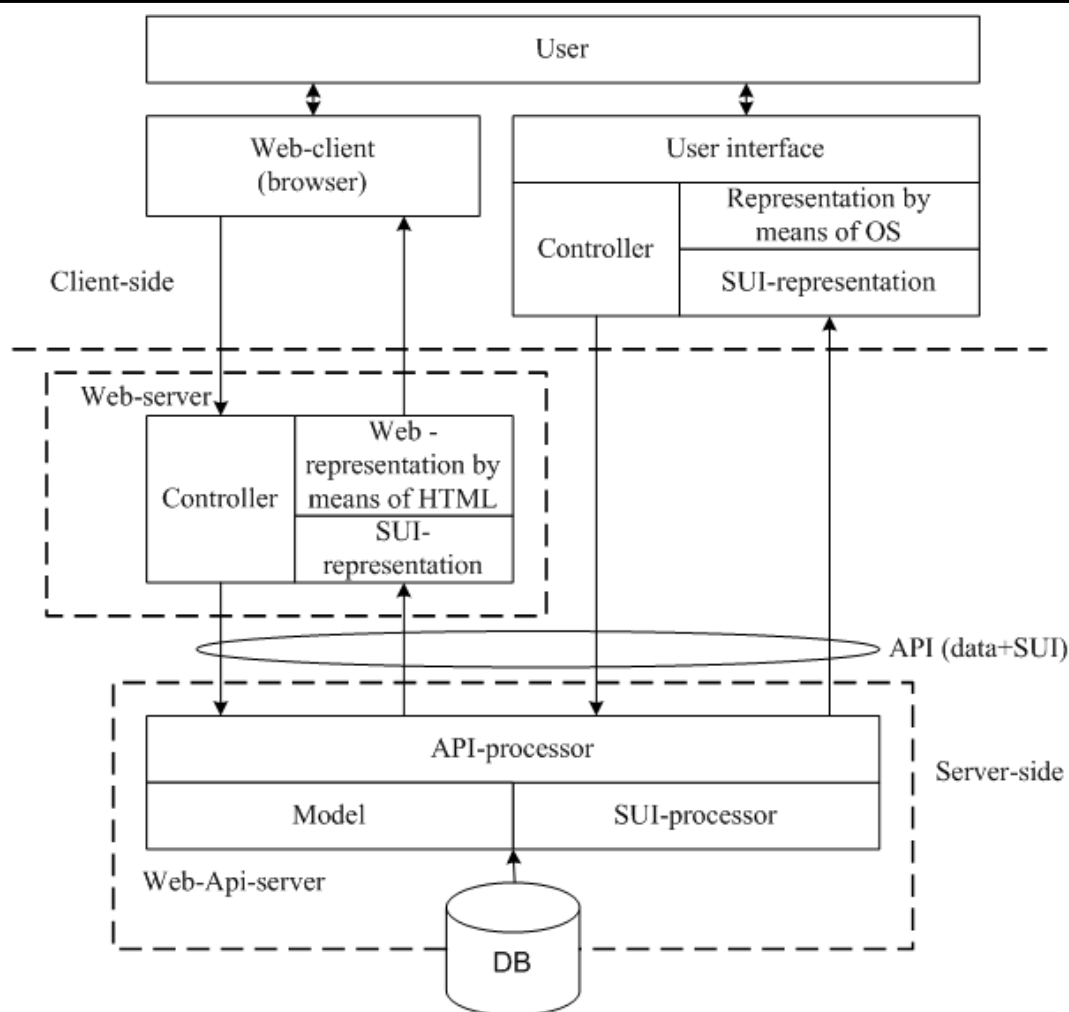 User
Web-client
(browser)
User interface
Controller
Representation by
means of OS
SUI-representation
Client-side
Web-server
Controller
Web -
representation by
means of HTML
SUI-
representation
API (data+SUI)
API-processor
Server-side
Model
SUI-processor
Web-Api-server
DB